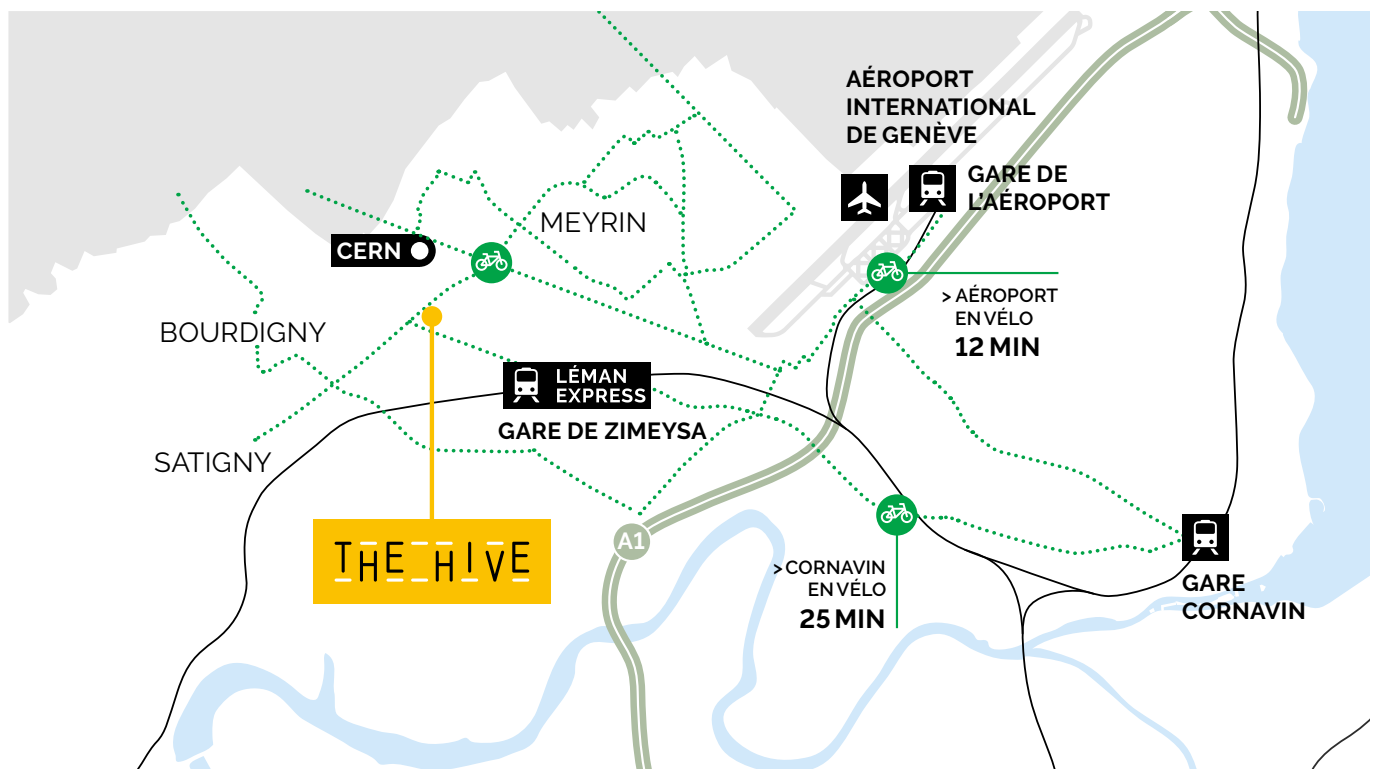 AÉROPORT
INTERNATIONAL
DE GENÈVE
GARE DE
L'AÉROPORT
MEYRIN
CERN
> AÉROPORT
EN VÉLO
12 MIN
BOURDIGNY
LÉMAN
EXPRESS
GARE DE ZIMEYSA
SATIGNY
A1
THE HIVE
> CORNAVIN
EN VÉLO
25 MIN
GARE
CORNAVIN